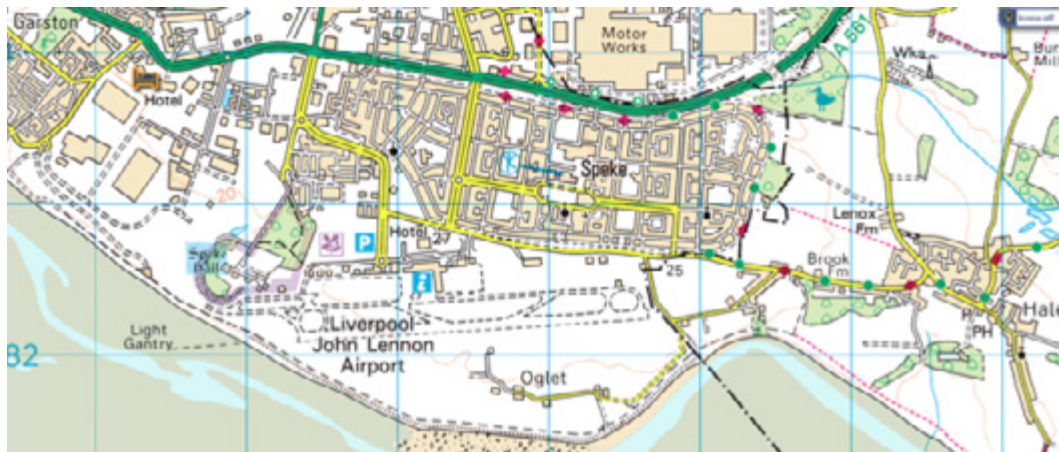 Garston
Motor
Works
A 561
Hotel
Wks
20
Speke
Hotel
27
P
i
25
Lenox
Fm
Brook
Fm
Hale
PH
Light
Gantry
Liverpool
John Lennon
Airport
Oglet
82